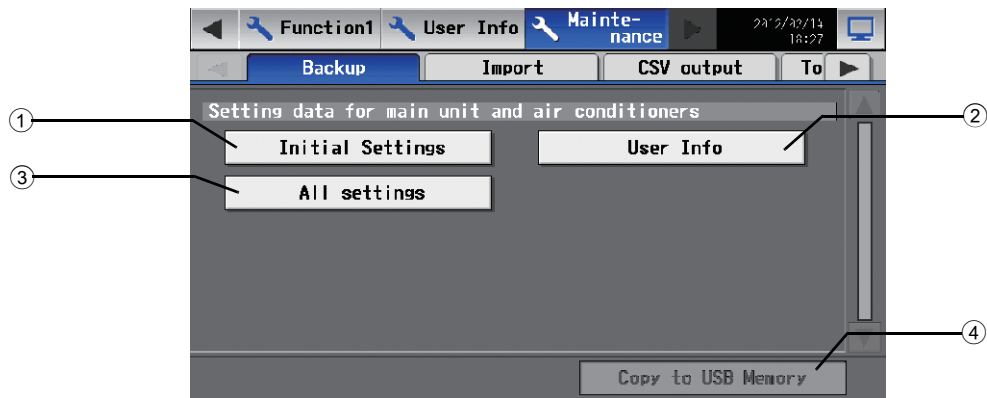 Function1 User Info Mainte-
nance 2012/02/14
18:27
Backup Import CSV output To
Setting data for main unit and air conditioners
① Initial Settings User Info ②
③ All settings
Copy to USB Memory ④